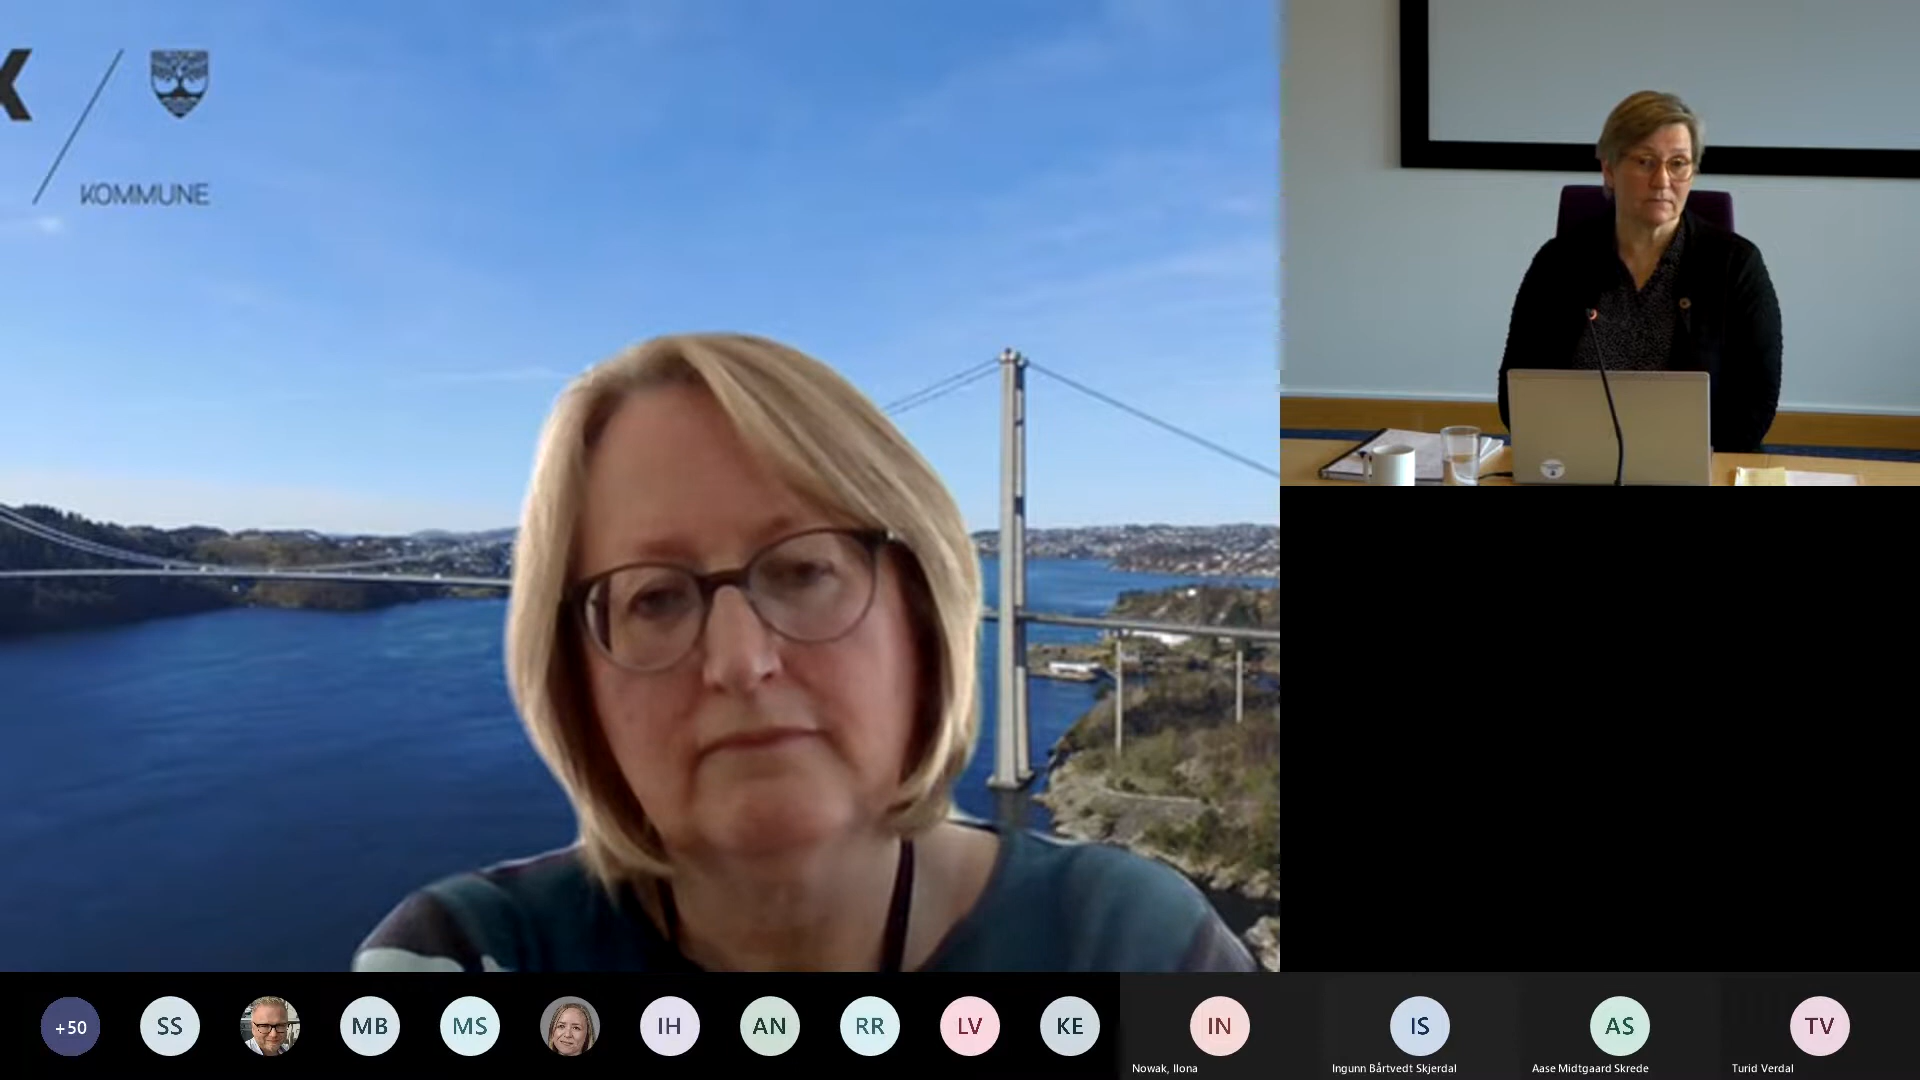 K
KOMMUNE
+50
SS
MB
MS
IH
AN
RR
LV
KE
IN
IS
AS
TV
Nowak, Ilona
Ingunn Bårtvedt Skjerdal
Aase Midtgaard Skrede
Turid Verdal